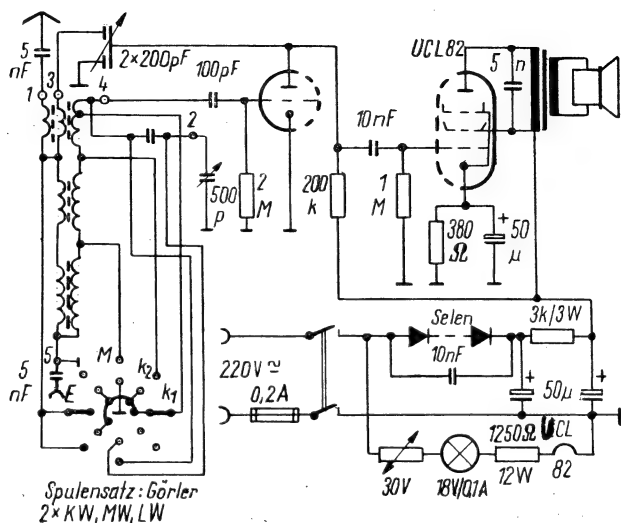 5
nF
1
3
2×200pF
4
100pF
2
500
p
2
M
UCL82
5 n
10nF
200
k
1
M
380
Ω
+
50
µ
5
5
nF
E
M
k2
k1
220V ≃
0,2A
Selen
10nF
3k/3W
+
50µ
+
30V
18V/0,1A
1250Ω
12W
UCL
82
Spulensatz: Görler
2× KW, MW, LW